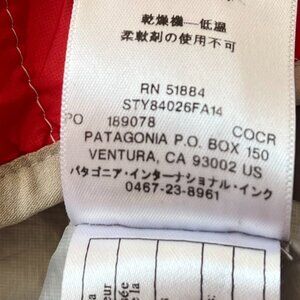 乾燥機—低温
柔軟剤の使用不可
RN 51884
STY84026FA14
PO 189078 COCR
PATAGONIA P.O. BOX 150
VENTURA, CA 93002 US
パタゴニア・インターナショナル・インク
0467-23-8961